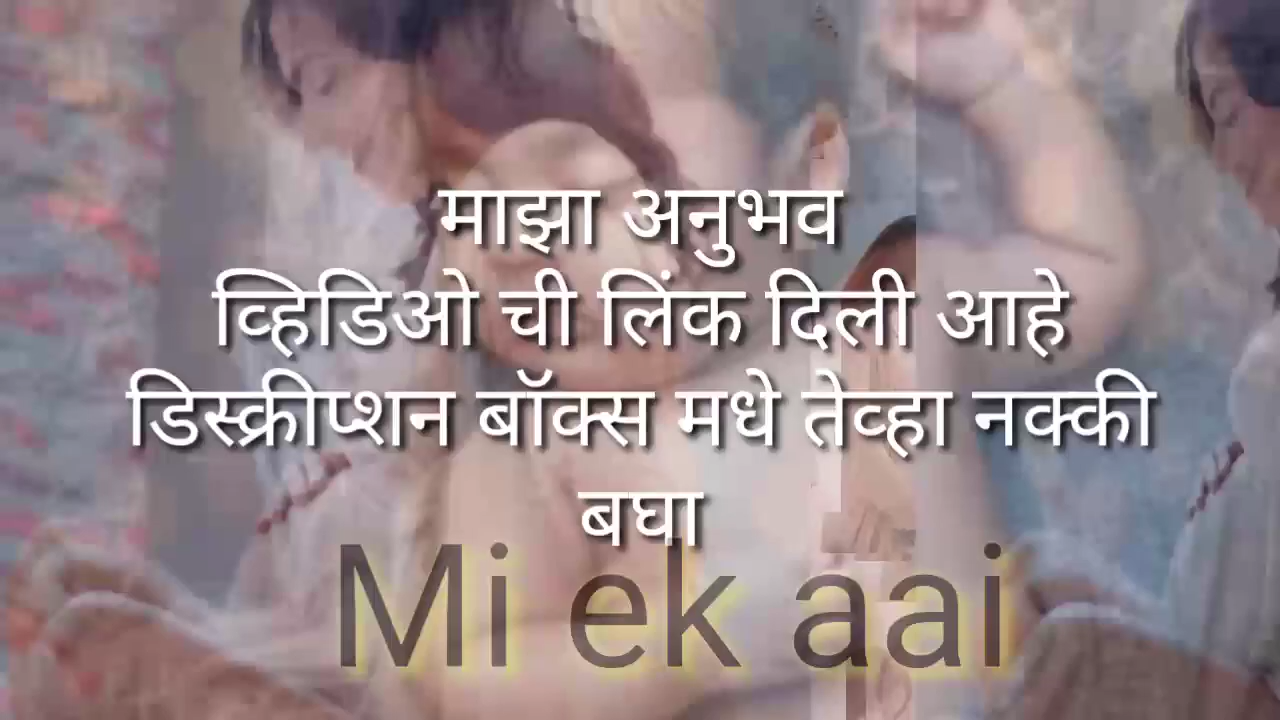 माझा अनुभव
व्हिडिओ ची लिंक दिली आहे
डिस्क्रीप्शन बॉक्स मधे तेव्हा नक्की
बघा
Mi ek aai